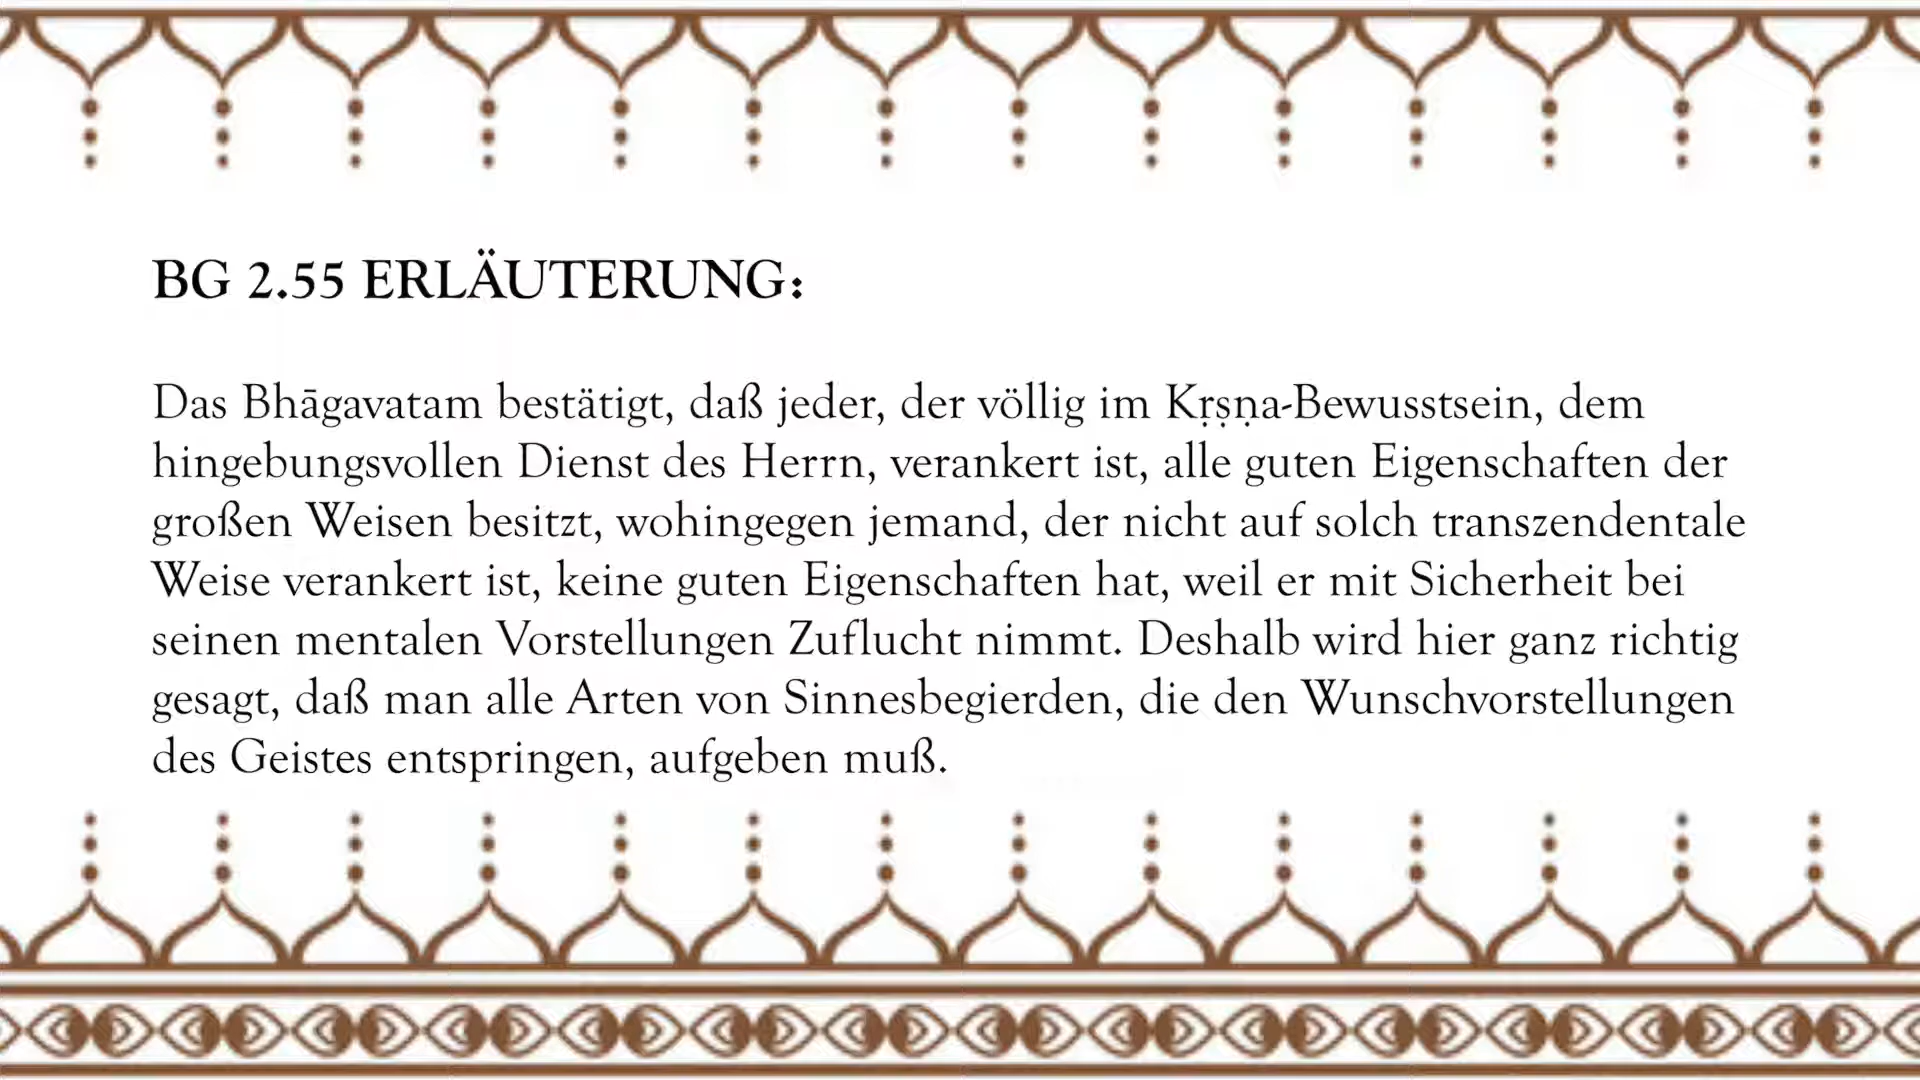 BG 2.55 ERLÄUTERUNG:
Das Bhāgavatam bestätigt, daß jeder, der völlig im Kṛṣṇa-Bewusstsein, dem
hingebungsvollen Dienst des Herrn, verankert ist, alle guten Eigenschaften der
großen Weisen besitzt, wohingegen jemand, der nicht auf solch transzendentale
Weise verankert ist, keine guten Eigenschaften hat, weil er mit Sicherheit bei
seinen mentalen Vorstellungen Zuflucht nimmt. Deshalb wird hier ganz richtig
gesagt, daß man alle Arten von Sinnesbegierden, die den Wunschvorstellungen
des Geistes entspringen, aufgeben muß.